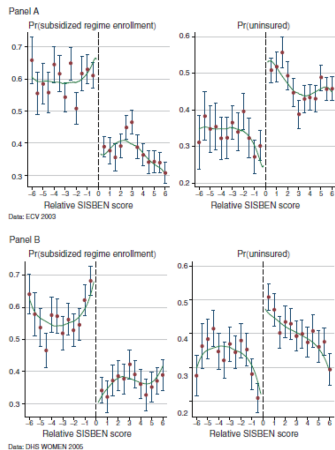 Panel A
Pr(subsidized regime enrollment) Pr(uninsured)
0.7 0.6 0.5 0.4 0.3
0.6 0.5 0.4 0.3 0.2
-6 -5 -4 -3 -2 -1 0 1 2 3 4 5 6 -6 -5 -4 -3 -2 -1 0 1 2 3 4 5 6
Relative SISBEN score Relative SISBEN score
Data: ECV 2003
Panel B
Pr(subsidized regime enrollment) Pr(uninsured)
0.7 0.6 0.5 0.4 0.3
0.6 0.5 0.4 0.3 0.2
-6 -5 -4 -3 -2 -1 0 1 2 3 4 5 6 -6 -5 -4 -3 -2 -1 0 1 2 3 4 5 6
Relative SISBEN score Relative SISBEN score
Data: DHS WOMEN 2005